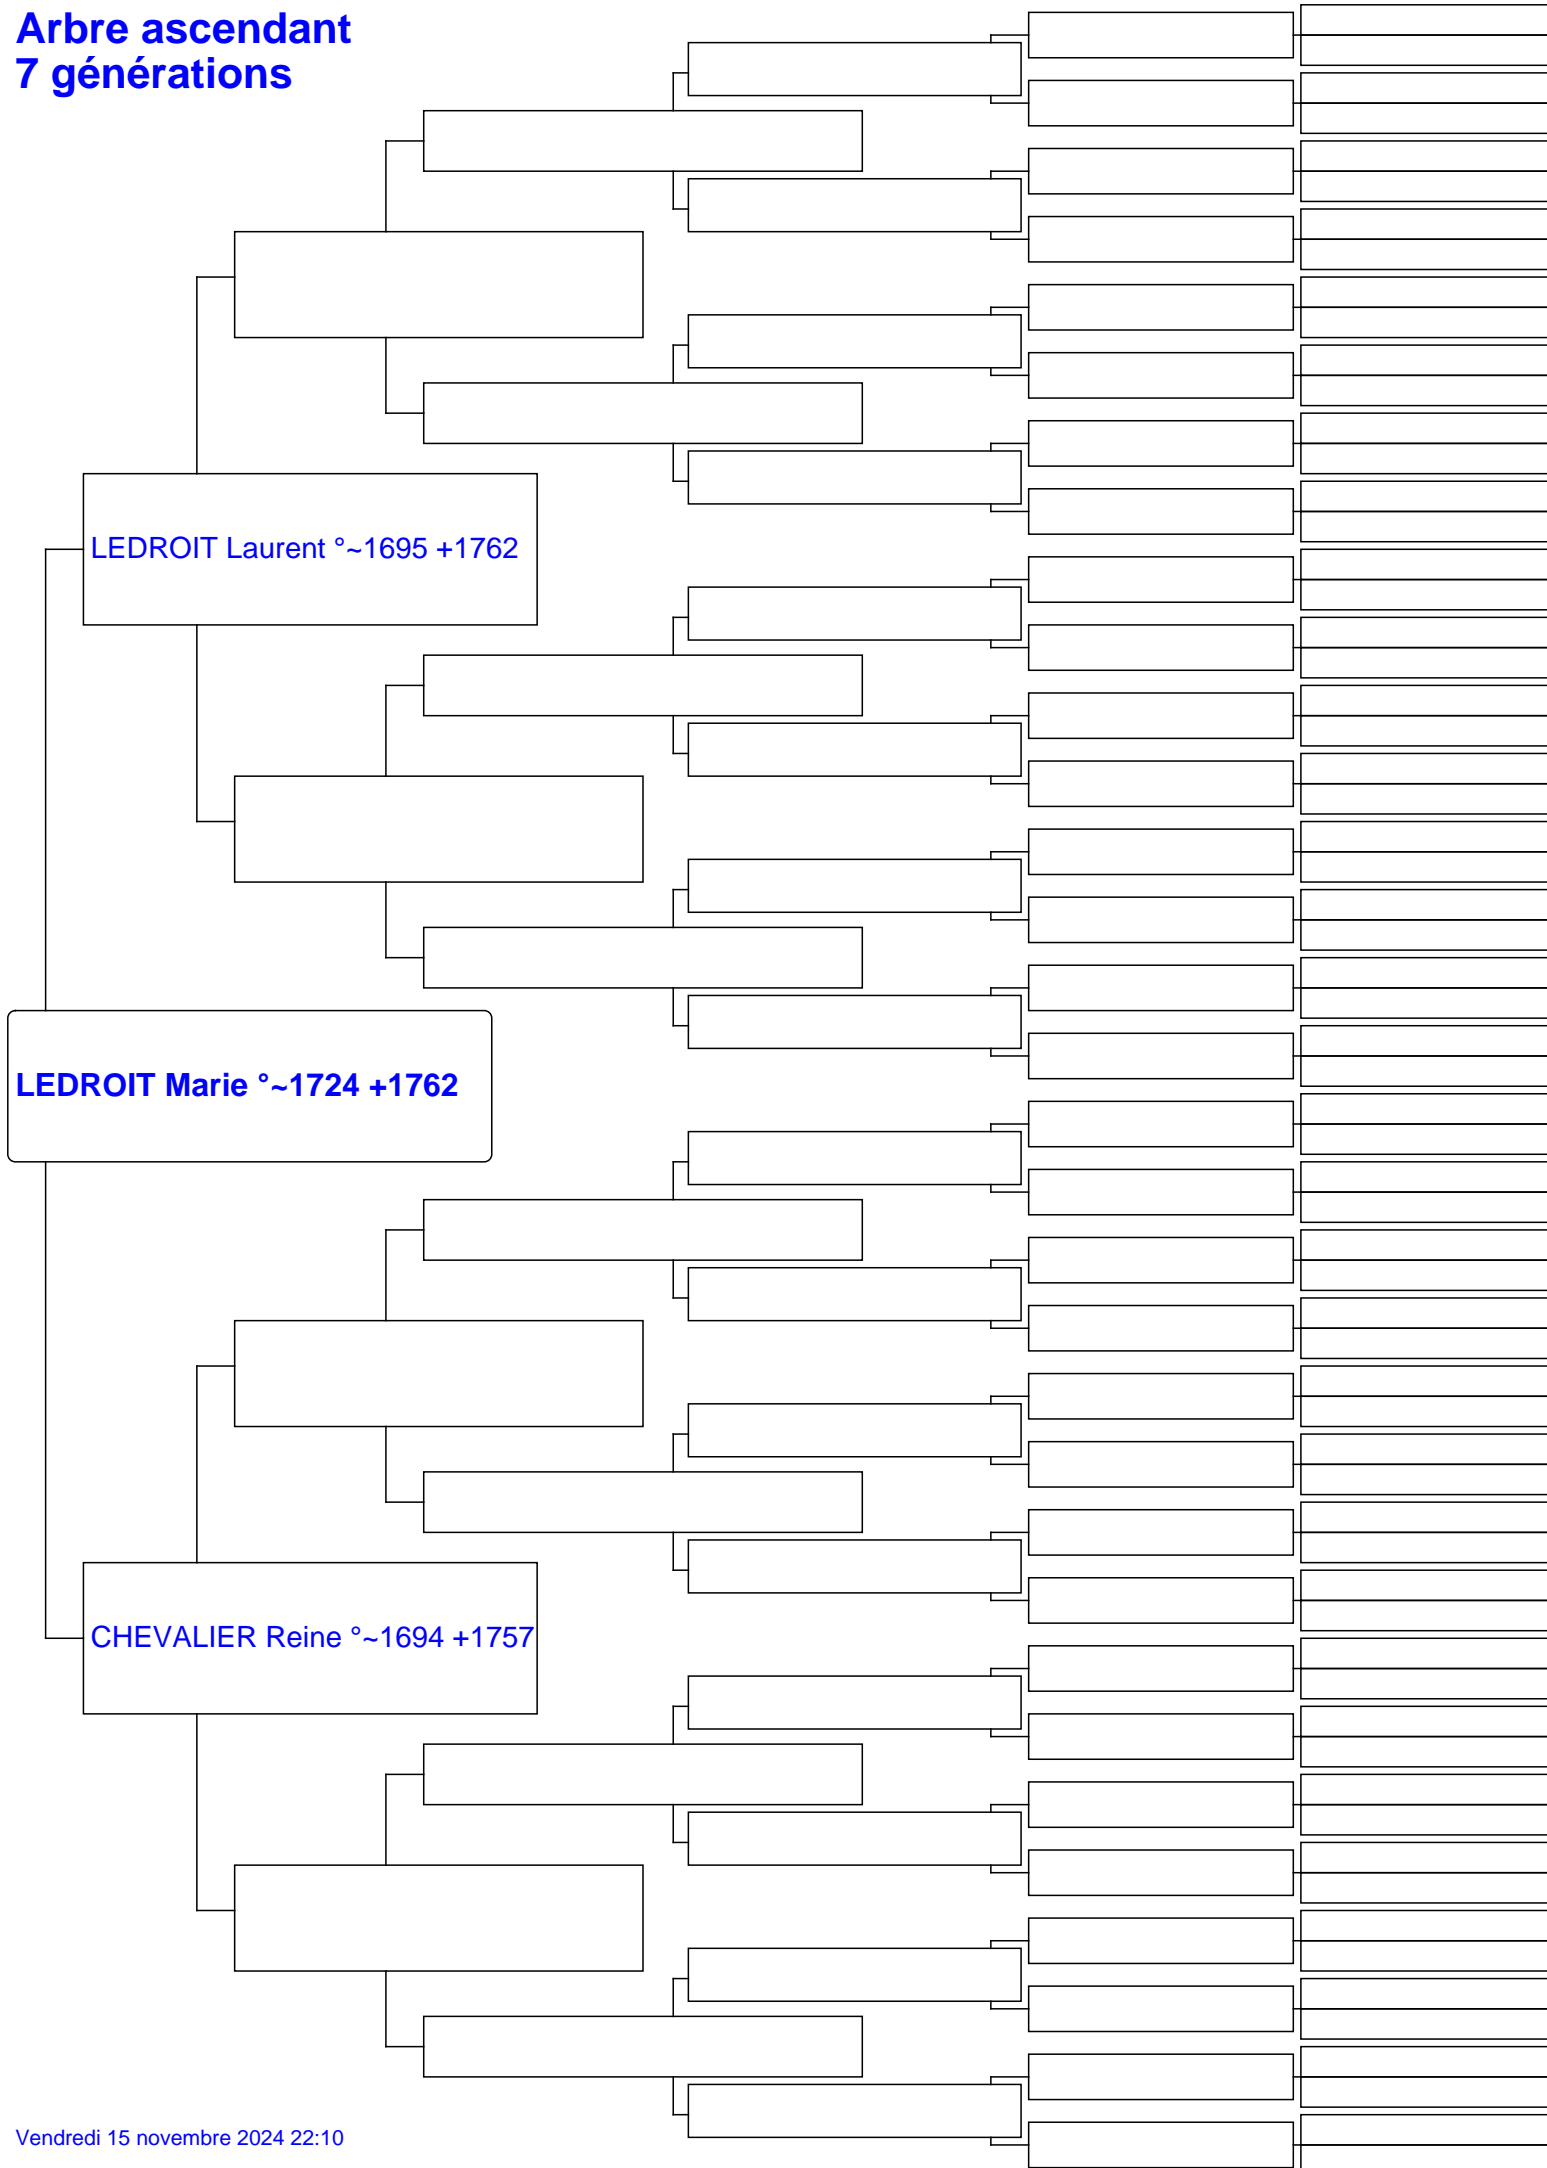 Arbre ascendant
7 générations
LEDROIT Laurent °~1695 +1762
LEDROIT Marie °~1724 +1762
CHEVALIER Reine °~1694 +1757
Vendredi 15 novembre 2024 22:10